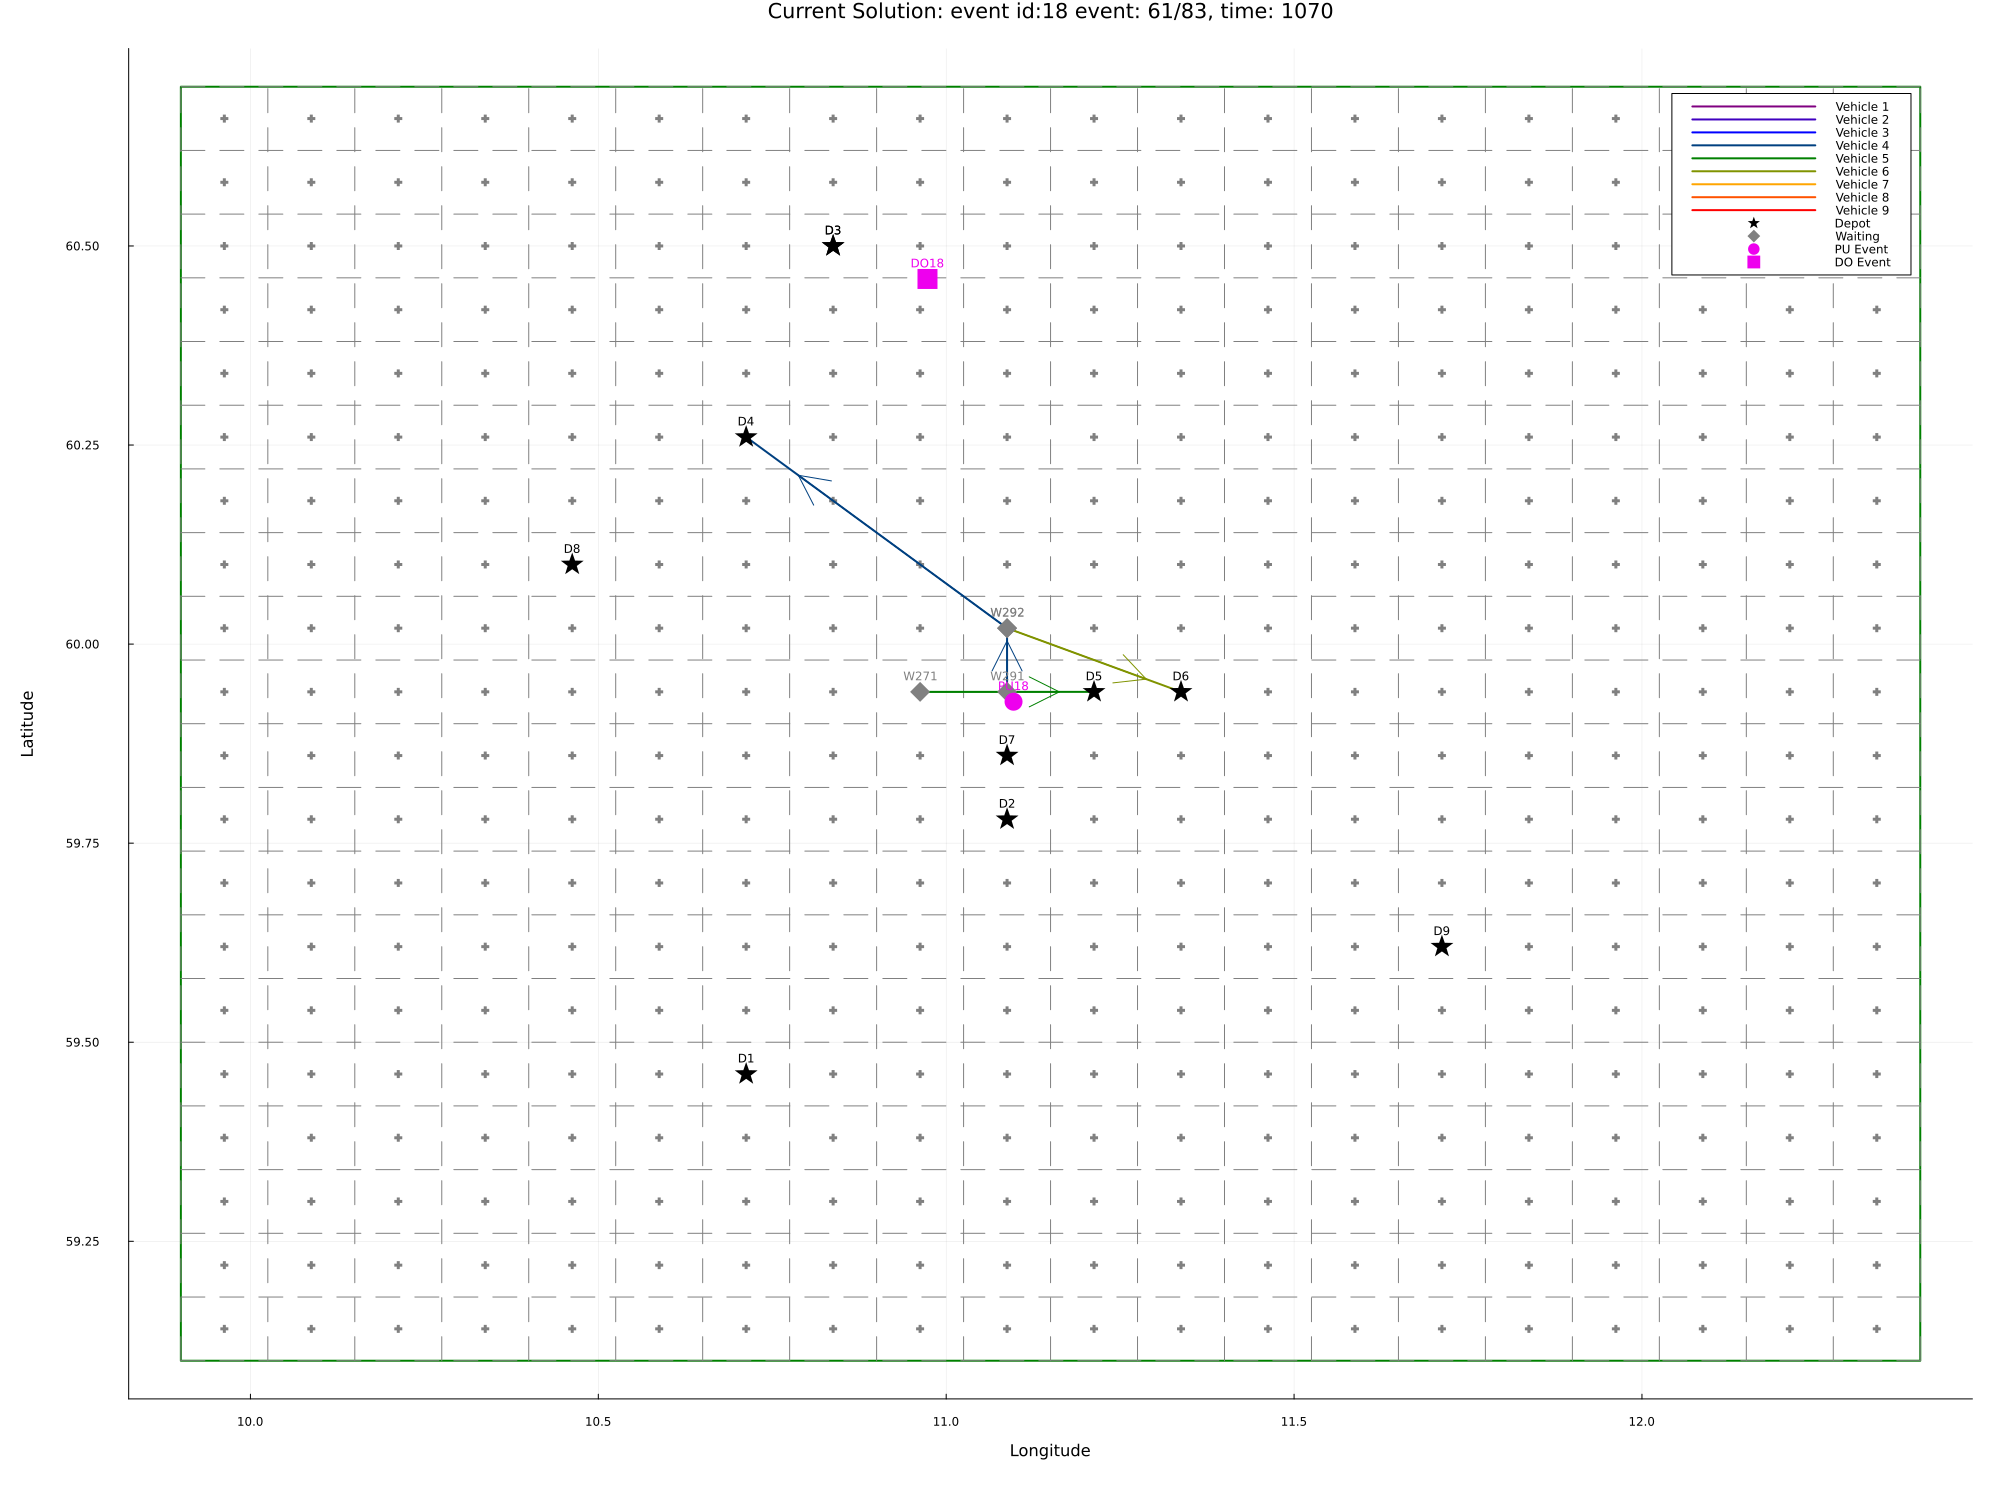 Current Solution: event id:18 event: 61/83, time: 1070
Vehicle 1
Vehicle 2
Vehicle 3
Vehicle 4
Vehicle 5
Vehicle 6
Vehicle 7
Vehicle 8
Vehicle 9
Depot
Waiting
PU Event
DO Event
D3
DO18
D4
D8
W292
W271
W291
PU18
D5
D6
D7
D2
D9
D1
60.50
60.25
60.00
59.75
59.50
59.25
Latitude
10.0
10.5
11.0
11.5
12.0
Longitude